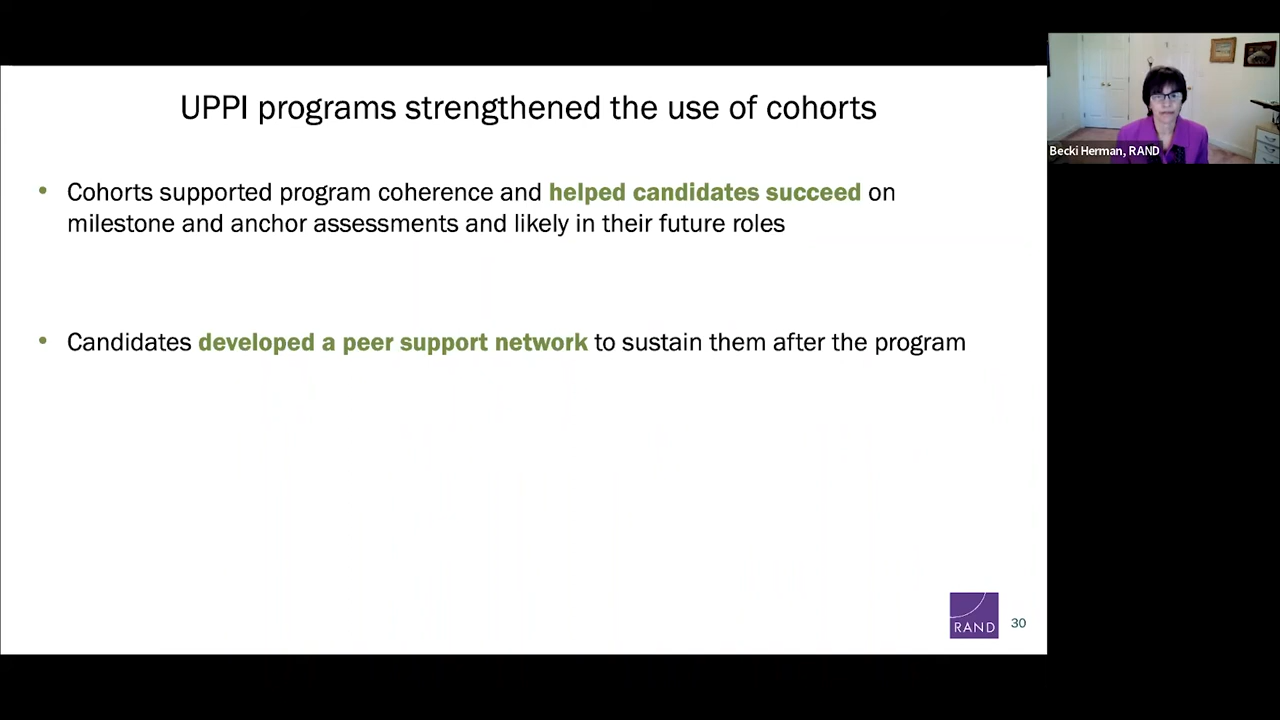 UPPI programs strengthened the use of cohorts
• Cohorts supported program coherence and helped candidates succeed on
milestone and anchor assessments and likely in their future roles
• Candidates developed a peer support network to sustain them after the program
RAND
30
Becki Herman, RAND